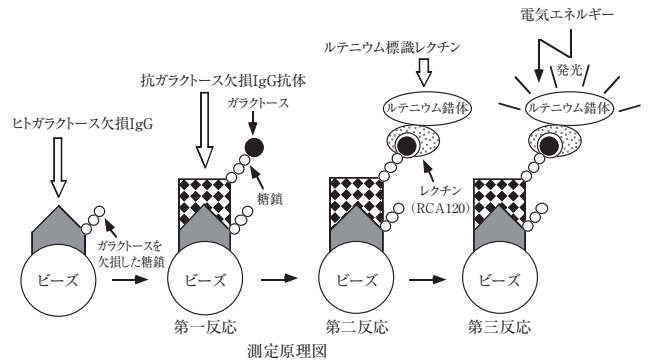 電気エネルギー
ルテニウム標識レクチン
発光
抗ガラクトース欠損IgG抗体
ガラクトース
ルテニウム錯体
ルテニウム錯体
ヒトガラクトース欠損IgG
糖鎖
レクチン
(RCA120)
ガラクトースを
欠損した糖鎖
ビーズ
ビーズ
ビーズ
ビーズ
第一反応
第二反応
第三反応
測定原理図